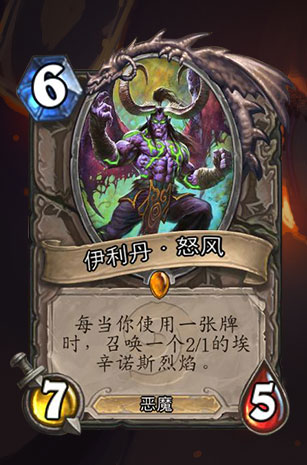 6
伊利丹·怒风
每当你使用一张牌
时，召唤一个2/1的埃
辛诺斯烈焰。
7
恶魔
5